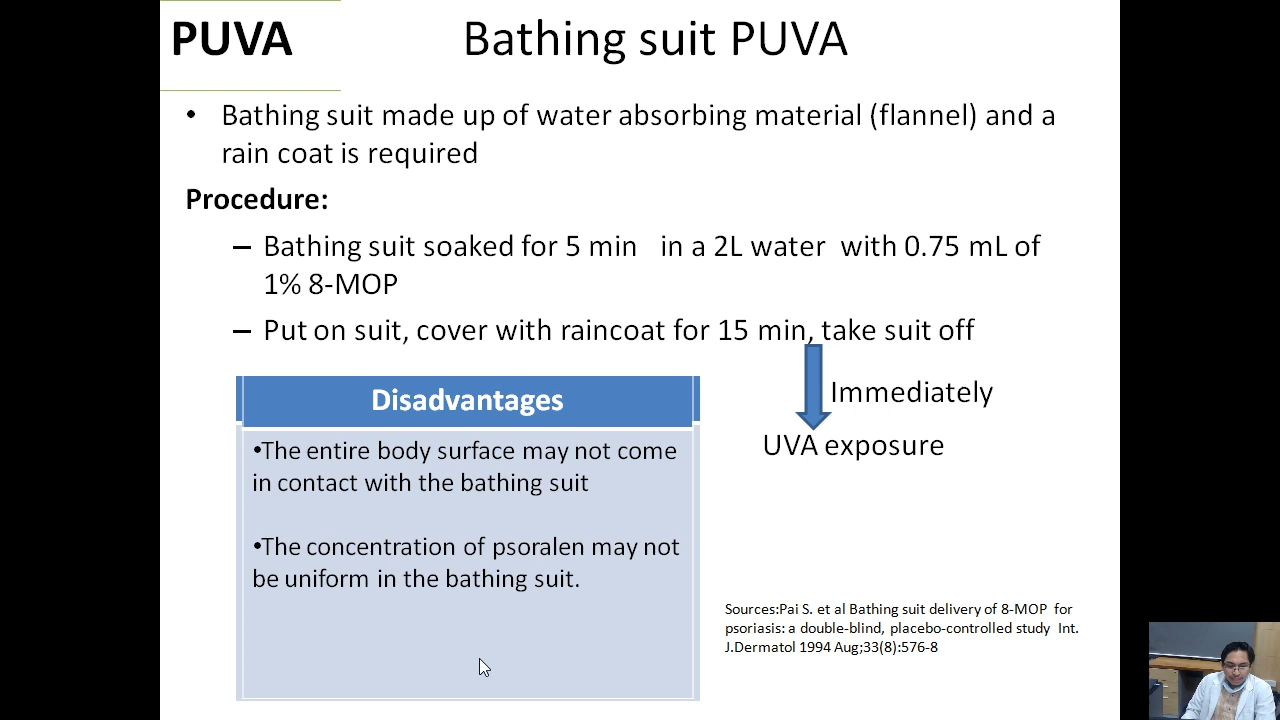 PUVA
Bathing suit PUVA
• Bathing suit made up of water absorbing material (flannel) and a
rain coat is required
Procedure:
– Bathing suit soaked for 5 min in a 2L water with 0.75 mL of
1% 8-MOP
– Put on suit, cover with raincoat for 15 min, take suit off
Immediately
UVA exposure
Disadvantages
•The entire body surface may not come
in contact with the bathing suit
•The concentration of psoralen may not
be uniform in the bathing suit.
Sources:Pai S. et al Bathing suit delivery of 8-MOP for
psoriasis: a double-blind, placebo-controlled study Int.
J.Dermatol 1994 Aug;33(8):576-8